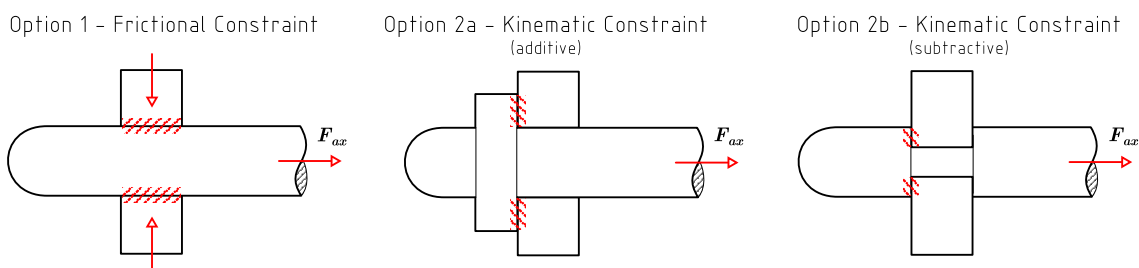 Option 1 - Frictional Constraint
Option 2a - Kinematic Constraint
(additive)
Option 2b - Kinematic Constraint
(subtractive)
F_ax
F_ax
F_ax